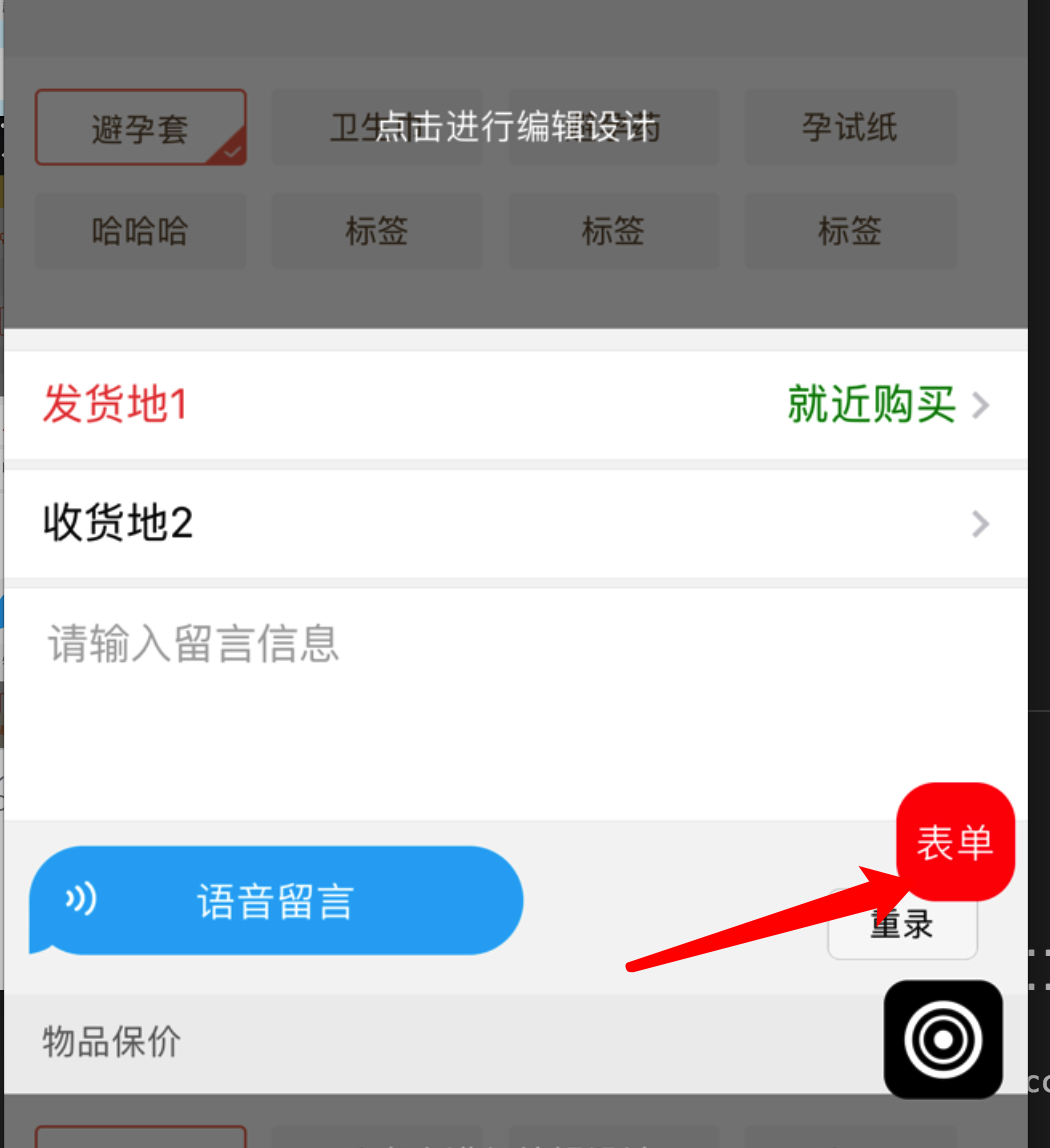 避孕套
卫生巾
点击进行编辑设计
药
孕试纸
哈哈哈
标签
标签
标签
发货地1
就近购买
收货地2
请输入留言信息
表单
语音留言
重录
物品保价